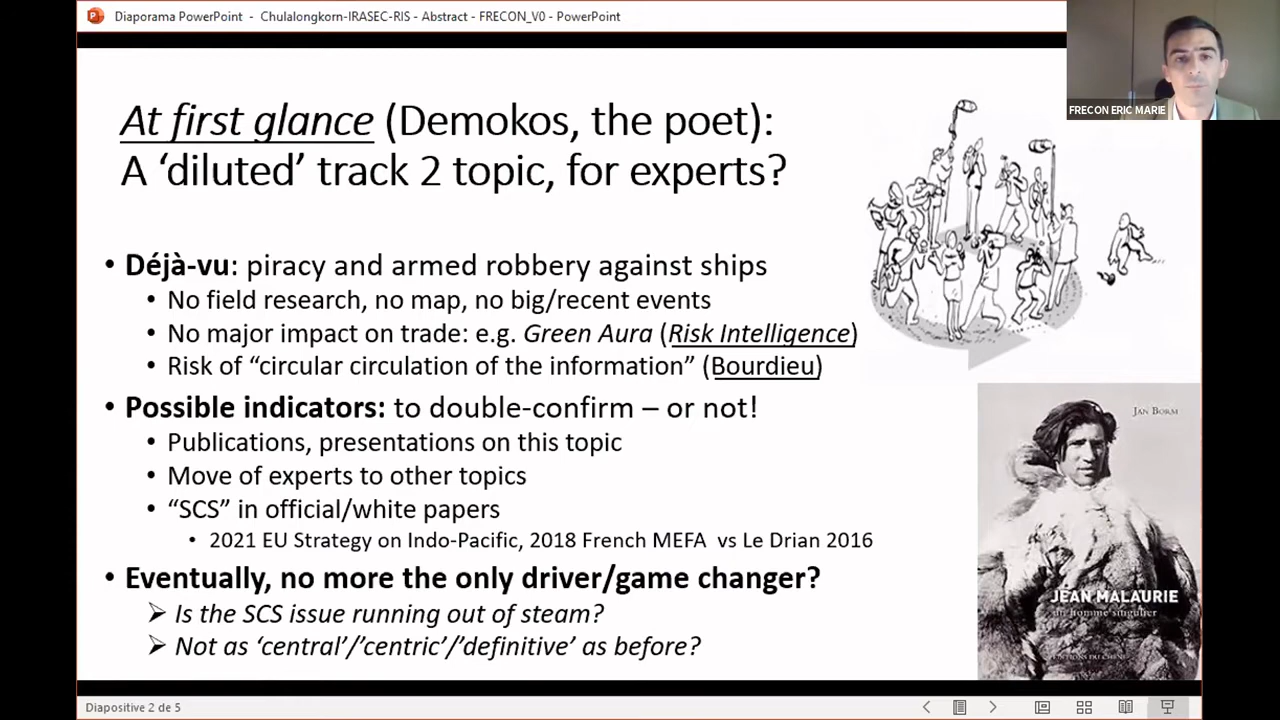 Diaporama PowerPoint - Chulalongkorn-IRASEC-RIS - Abstract - FRECON_V0 - PowerPoint
FRECON ERIC MARIE
At first glance (Demokos, the poet):
A ‘diluted’ track 2 topic, for experts?
• Déjà-vu: piracy and armed robbery against ships
• No field research, no map, no big/recent events
• No major impact on trade: e.g. Green Aura (Risk Intelligence)
• Risk of “circular circulation of the information” (Bourdieu)
• Possible indicators: to double-confirm – or not!
• Publications, presentations on this topic
• Move of experts to other topics
• “SCS” in official/white papers
• 2021 EU Strategy on Indo-Pacific, 2018 French MEFA vs Le Drian 2016
• Eventually, no more the only driver/game changer?
➢ Is the SCS issue running out of steam?
➢ Not as ‘central’/’centric’/’definitive’ as before?
JAN BORM
JEAN MALAURIE
un homme singulier
EDITIONS DU CHÊNE
Diapositive 2 de 5